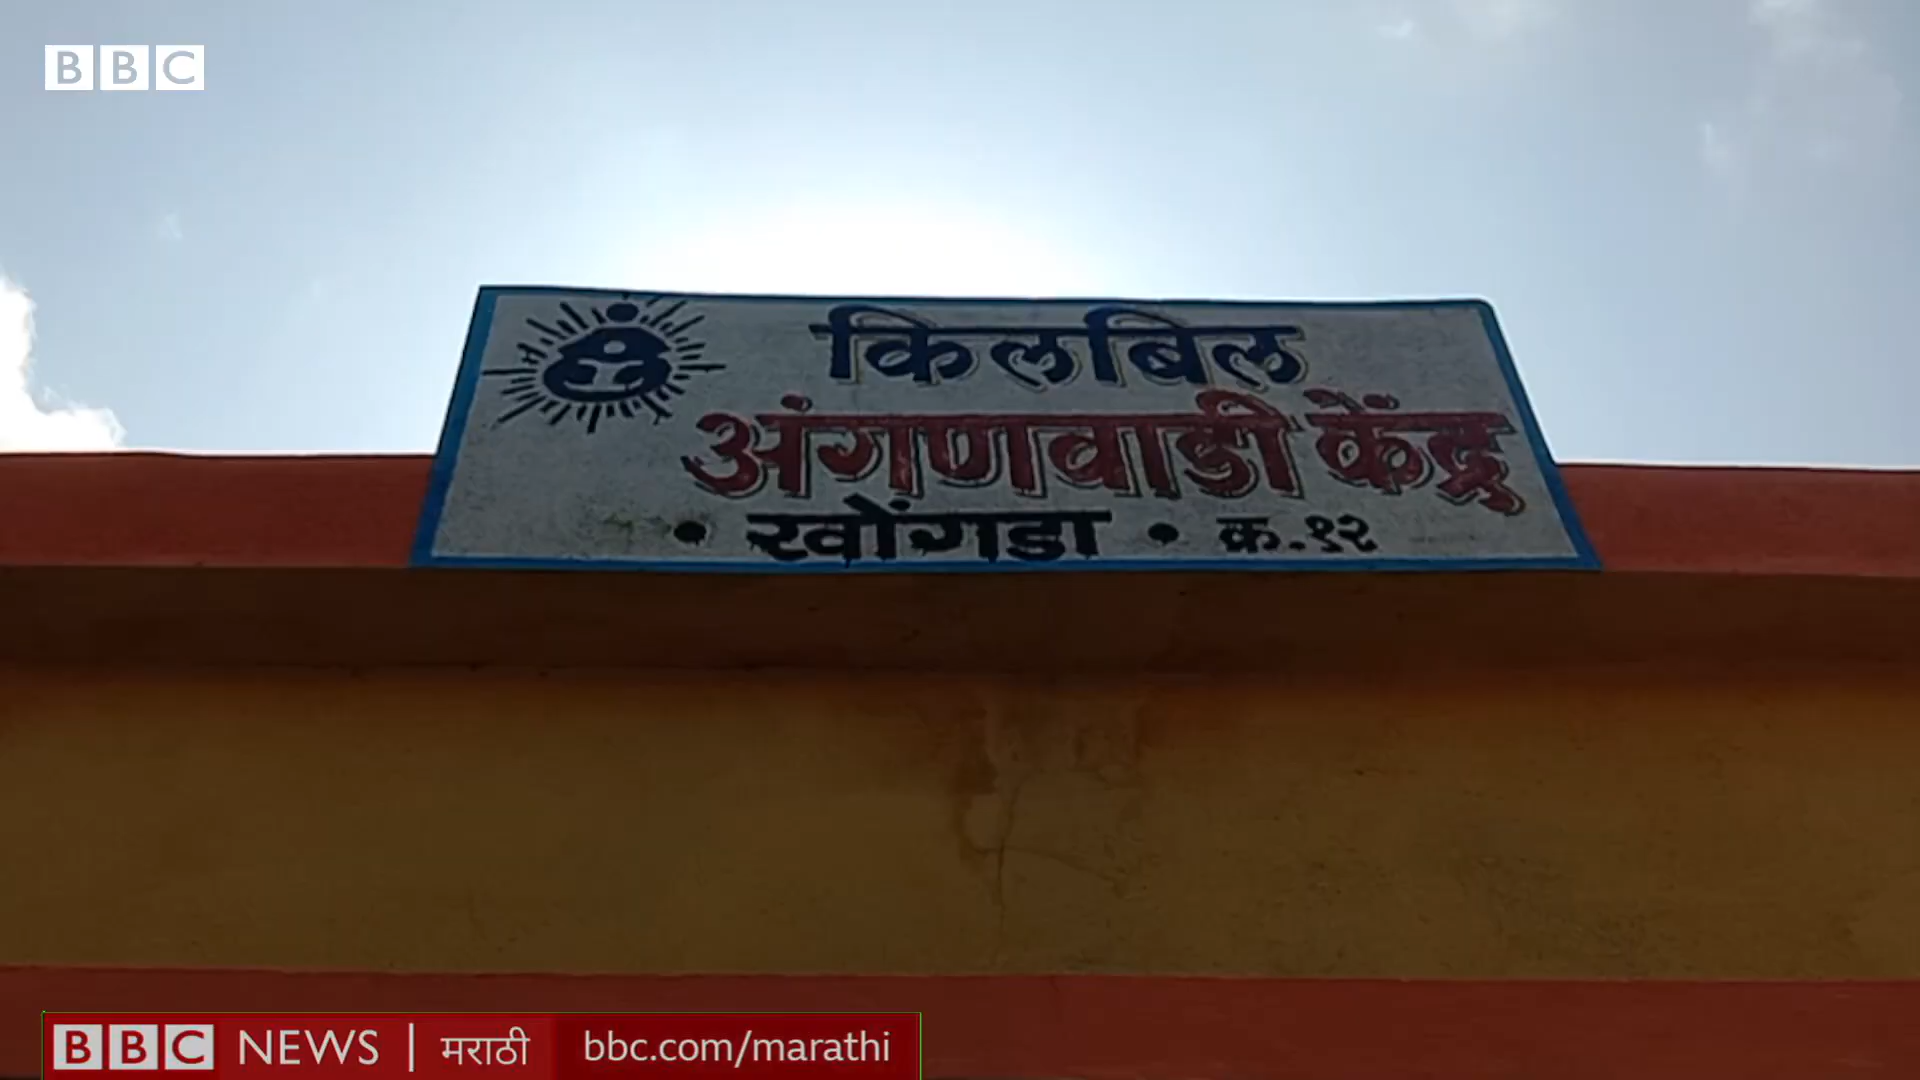 BBC
किलबिल
अंगणवाडी केंद्र
• खोंगडा • क्र.१२
BBC NEWS | मराठी bbc.com/marathi